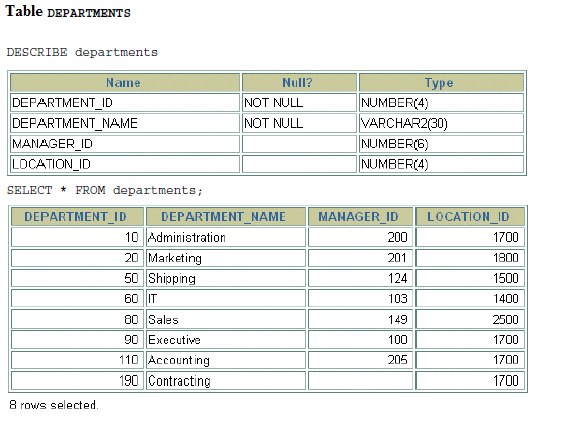 Table DEPARTMENTS
DESCRIBE departments
Name Null? Type
DEPARTMENT_ID NOT NULL NUMBER(4)
DEPARTMENT_NAME NOT NULL VARCHAR2(30)
MANAGER_ID NUMBER(6)
LOCATION_ID NUMBER(4)
SELECT * FROM departments;
DEPARTMENT_ID DEPARTMENT_NAME MANAGER_ID LOCATION_ID
10 Administration 200 1700
20 Marketing 201 1800
50 Shipping 124 1500
60 IT 103 1400
80 Sales 149 2500
90 Executive 100 1700
110 Accounting 205 1700
190 Contracting 1700
8 rows selected.